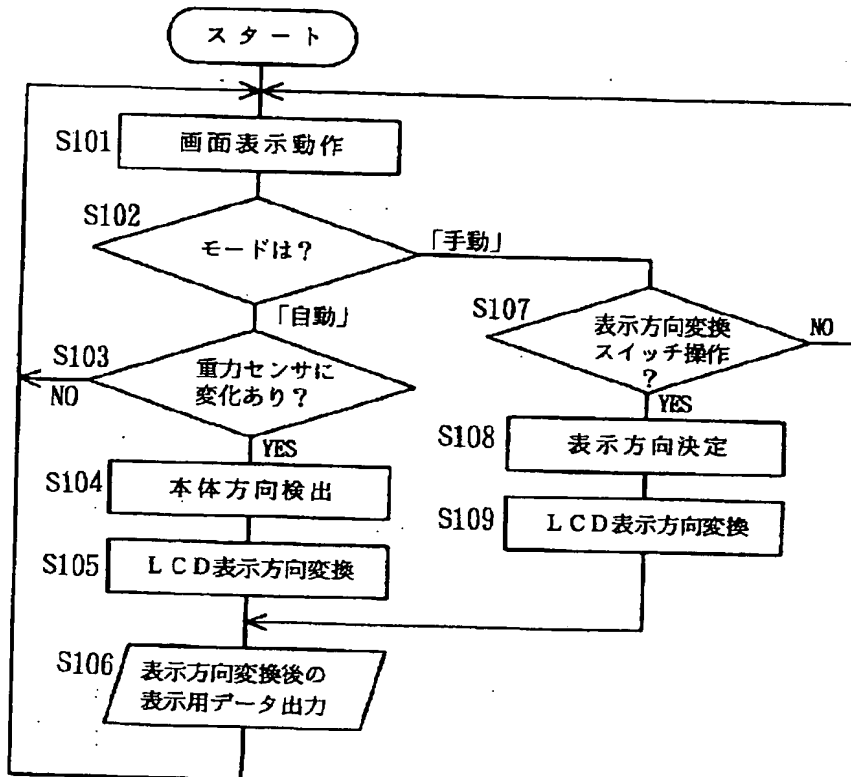 スタート
S101
画面表示動作
S102
モードは?
「手動」
「自動」
S103
重力センサに
変化あり?
NO
YES
S104
本体方向検出
S105
LCD表示方向変換
S106
表示方向変換後の
表示用データ出力
S107
表示方向変換
スイッチ操作
?
NO
YES
S108
表示方向決定
S109
LCD表示方向変換